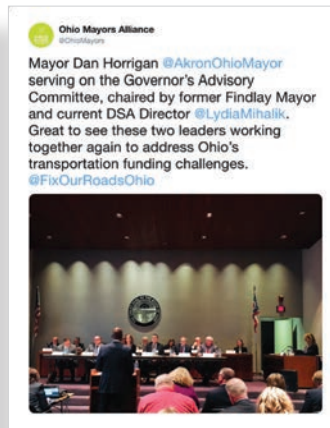 Ohio Mayors Alliance
@OhioMayors
Mayor Dan Horrigan @AkronOhioMayor
serving on the Governor's Advisory
Committee, chaired by former Findlay Mayor
and current DSA Director @LydiaMihalik.
Great to see these two leaders working
together again to address Ohio's
transportation funding challenges.
@FixOurRoadsOhio